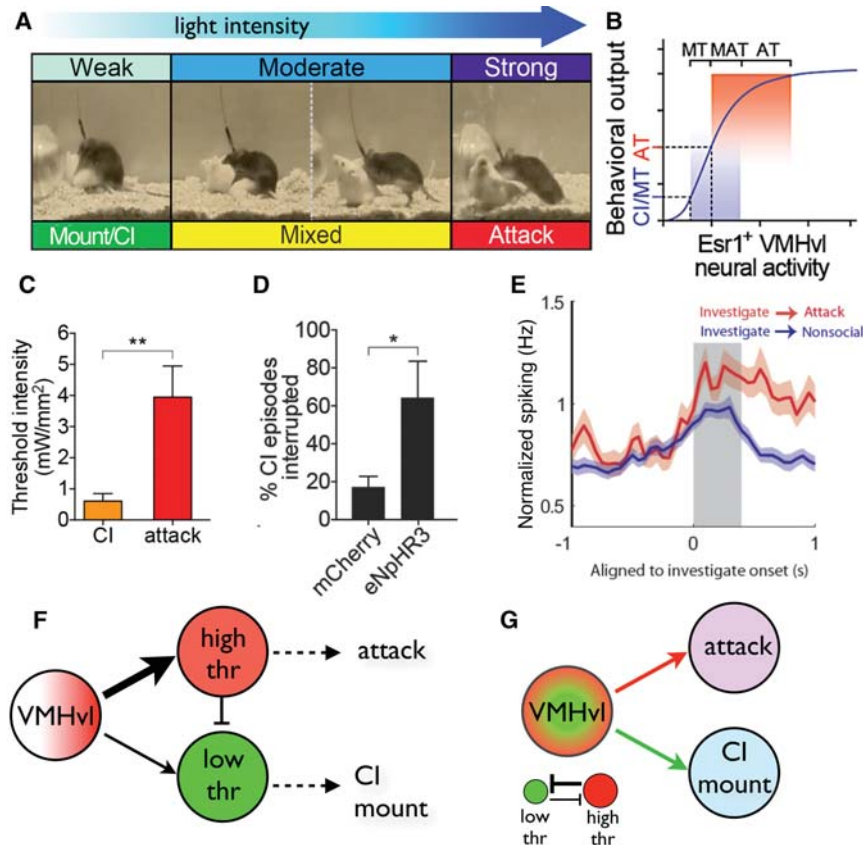 A
light intensity
Weak
Moderate
Strong
Mount/CI
Mixed
Attack
B
MT MAT AT
Behavioral output
CI/MT AT
Esr1+ VMHvl
neural activity
C
Threshold intensity
(mW/mm²)
6
5
4
3
2
1
0
**
CI
attack
D
% CI episodes
interrupted
100
80
60
40
20
0
*
mCherry
eNpHR3
E
Normalized spiking (Hz)
1.5
1
0.5
Investigate Attack
Investigate Nonsocial
-1
0
1
Aligned to investigate onset (s)
F
VMHvl
high
thr
low
thr
attack
CI
mount
G
VMHvl
attack
CI
mount
low
thr
high
thr